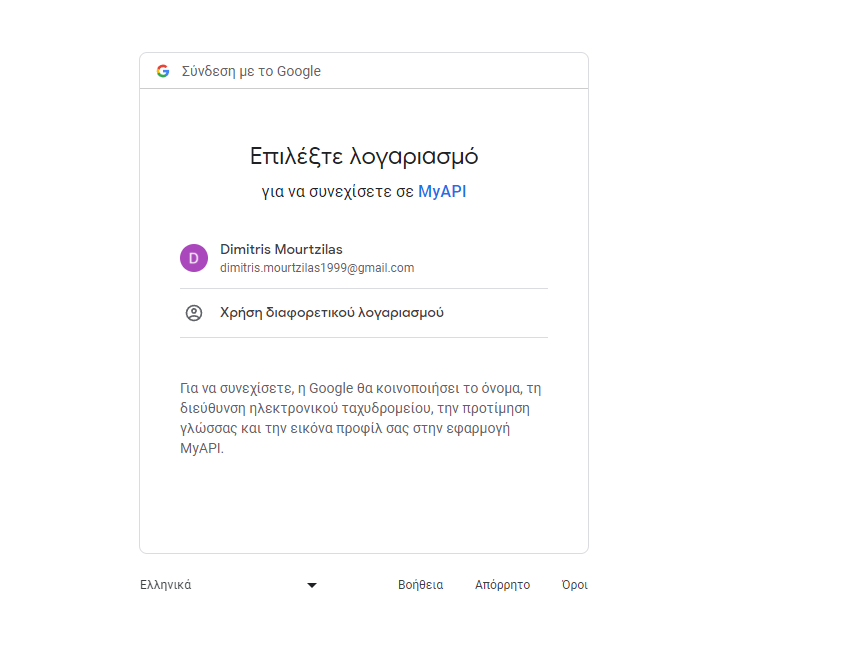 Σύνδεση με το Google
Επιλέξτε λογαριασμό
για να συνεχίσετε σε MyAPI
D
Dimitris Mourtzilas
dimitris.mourtzilas1999@gmail.com
Χρήση διαφορετικού λογαριασμού
Για να συνεχίσετε, η Google θα κοινοποιήσει το όνομα, τη
διεύθυνση ηλεκτρονικού ταχυδρομείου, την προτίμηση
γλώσσας και την εικόνα προφίλ σας στην εφαρμογή
MyAPI.
Ελληνικά Βοήθεια Απόρρητο Όροι